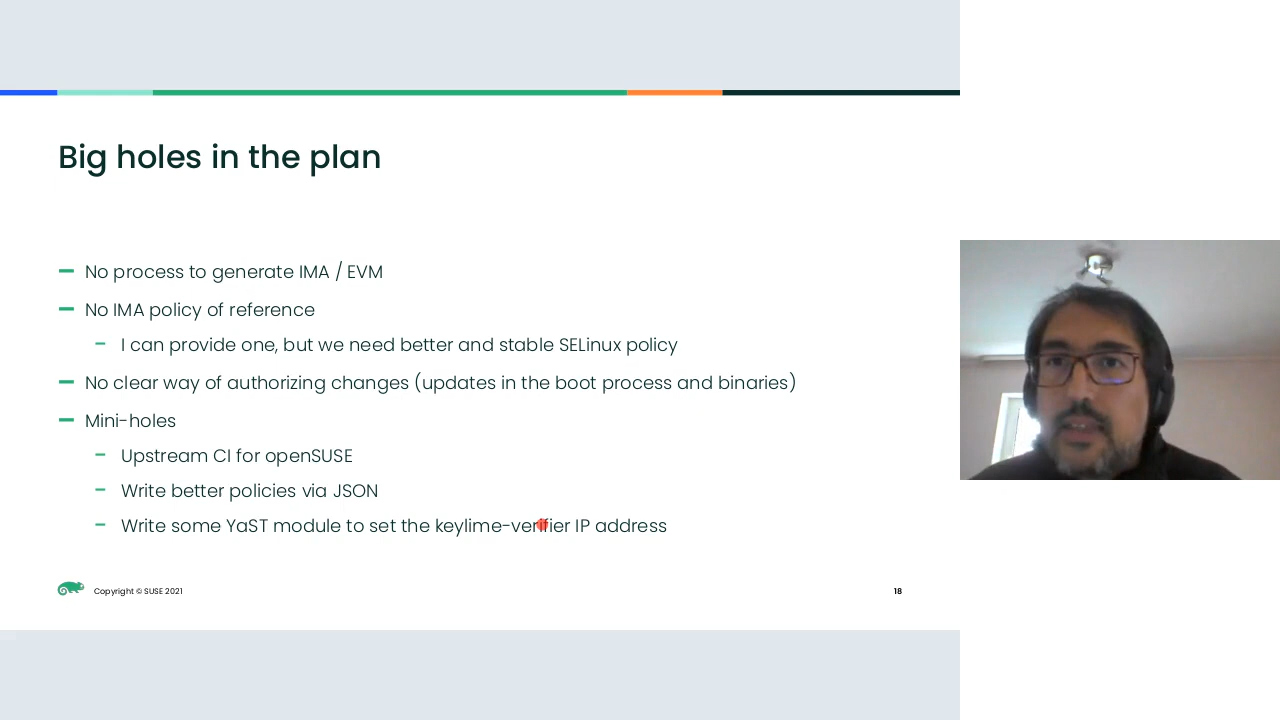 Big holes in the plan
No process to generate IMA / EVM
No IMA policy of reference
I can provide one, but we need better and stable SELinux policy
No clear way of authorizing changes (updates in the boot process and binaries)
Mini-holes
Upstream CI for openSUSE
Write better policies via JSON
Write some YaST module to set the keylime-verifier IP address
Copyright © SUSE 2021
18